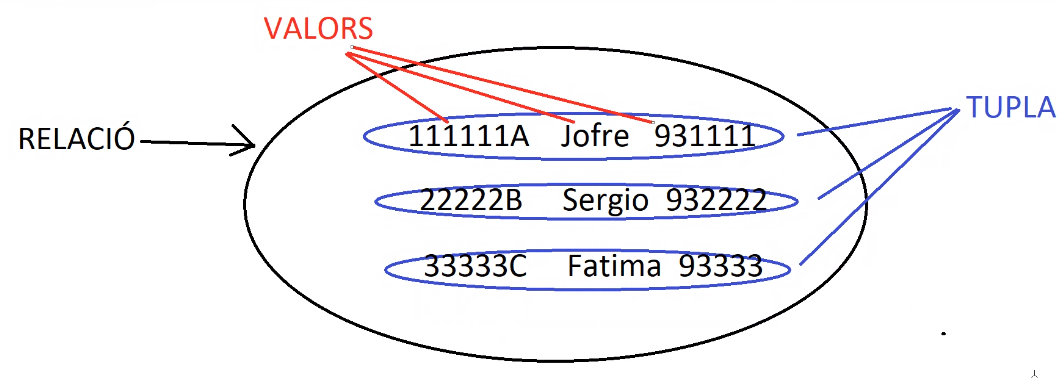 VALORS
TUPLA
RELACIÓ
111111A Jofre 931111
22222B Sergio 932222
33333C Fatima 93333